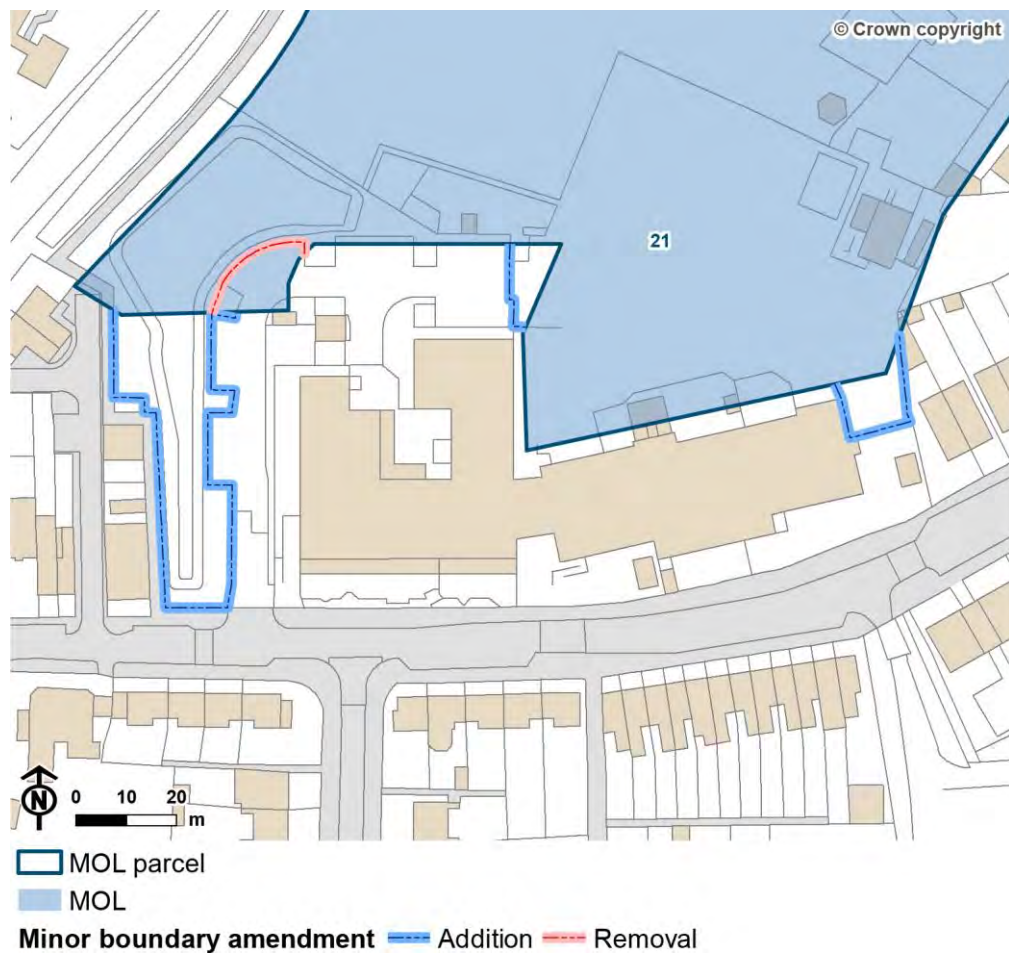 © Crown copyright
21
N
0 10 20
m
MOL parcel
MOL
Minor boundary amendment Addition Removal